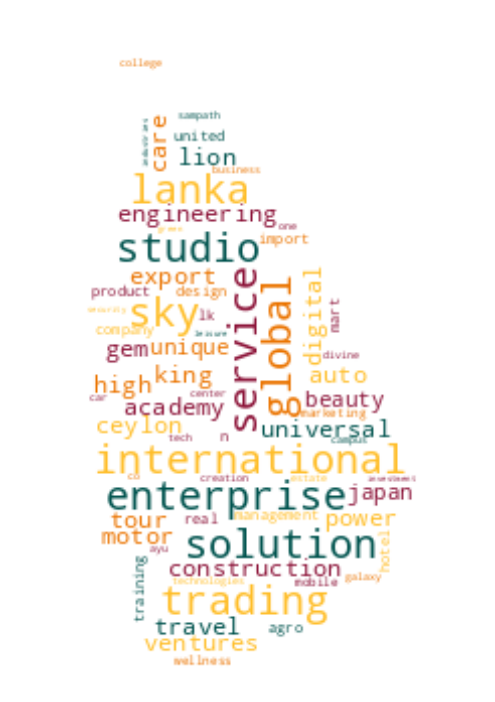 college
sampath
industries
care
united
lion
business
lanka
engineering
one
green
studio
import
export
service
global
digital
product
design
sky
lk
mart
security
company
leisure
gem
unique
divine
high
king
auto
car
center
academy
beauty
marketing
ceylon
universal
tech
n
campus
international
co
creation
estate
investment
enterprise
japan
tour
real
management
power
motor
solution
hotel
ayu
construction
training
technologies
mobile
galaxy
trading
travel
agro
ventures
wellness